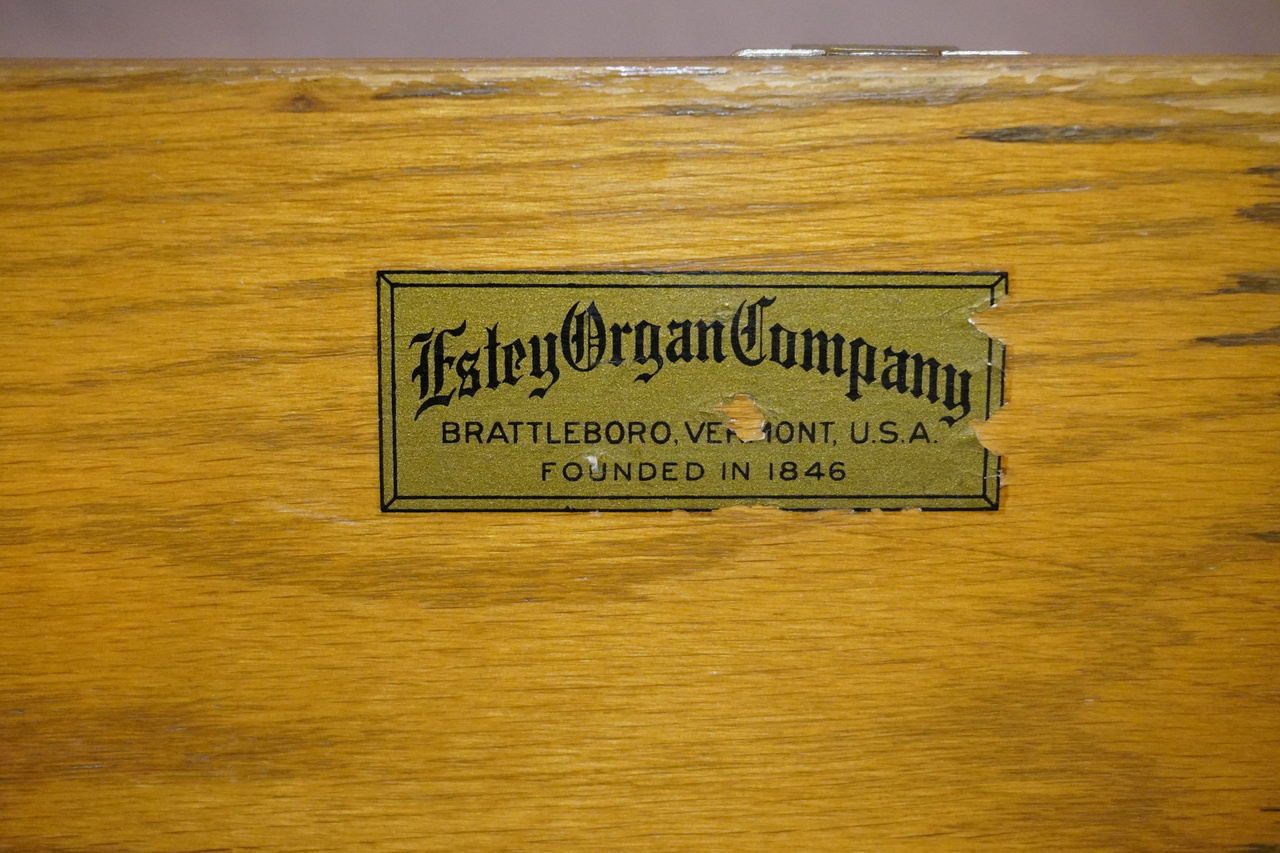 Estey Organ Company
BRATTLEBORO, VERMONT, U.S.A.
FOUNDED IN 1846